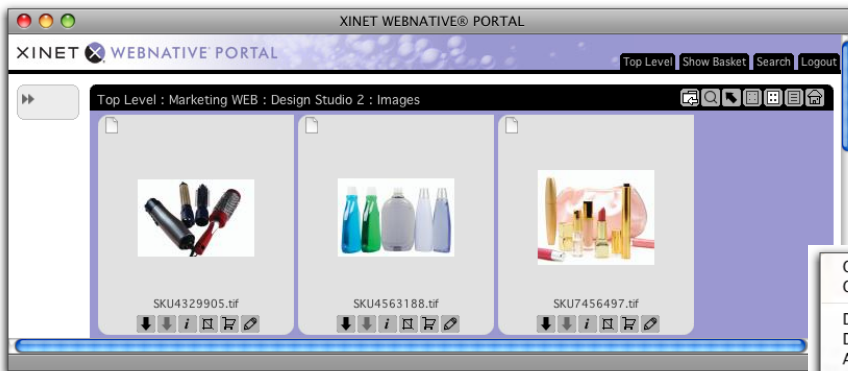 XINET WEBNATIVE® PORTAL
XINET WEBNATIVE PORTAL
Top Level Show Basket Search Logout
Top Level : Marketing WEB : Design Studio 2 : Images
SKU4329905.tif SKU4563188.tif SKU7456497.tif